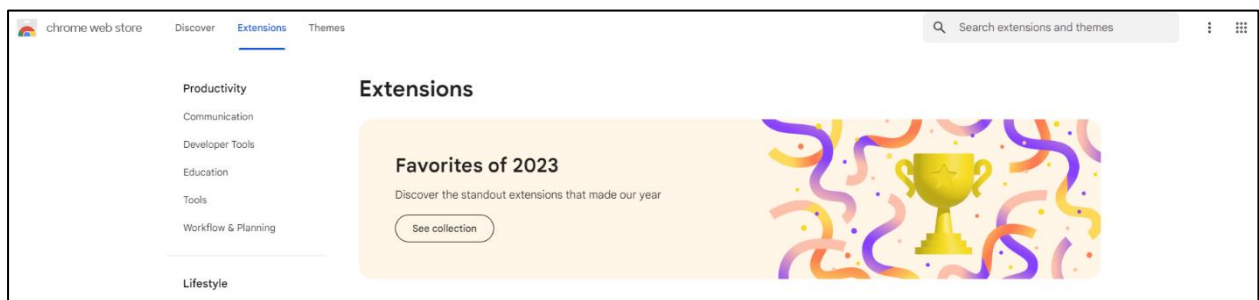 chrome web store Discover Extensions Themes Search extensions and themes
Productivity
Communication
Developer Tools
Education
Tools
Workflow & Planning
Lifestyle
Extensions
Favorites of 2023
Discover the standout extensions that made our year
See collection